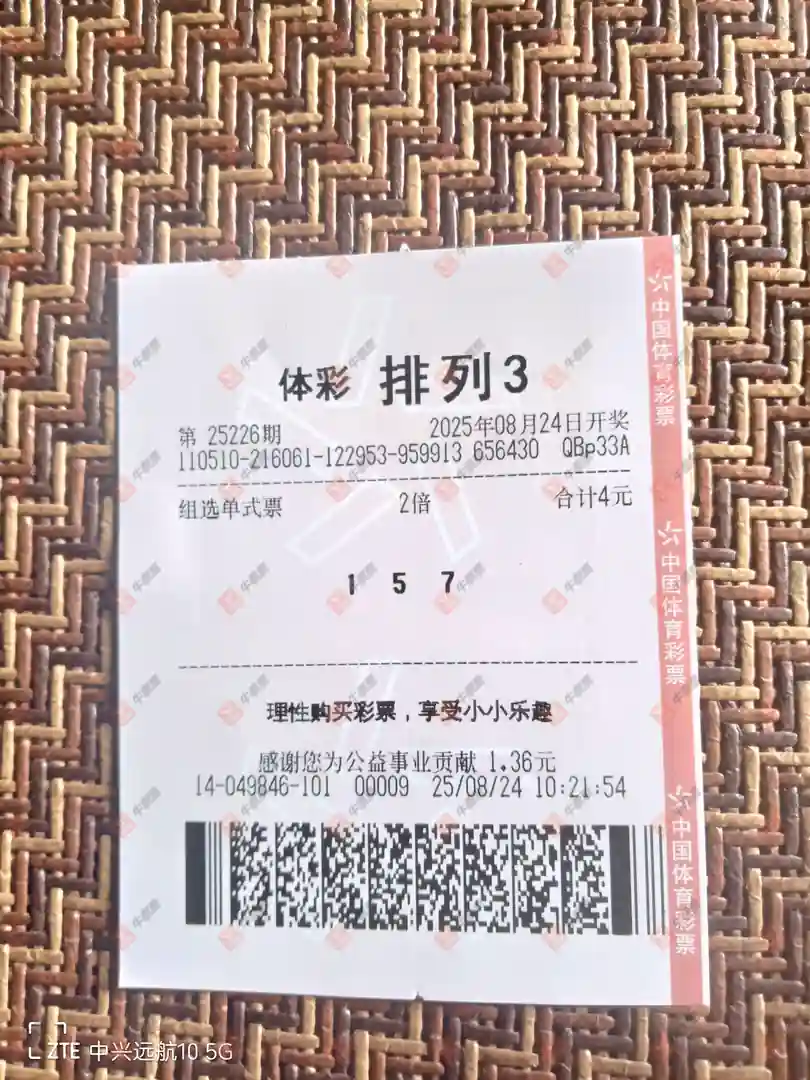 体彩 排列3
第 25226期 2025年08月24日开奖
110510-216061-122953-959913 656430 QBp33A
组选单式票 2倍 合计4元
1 5 7
理性购买彩票，享受小小乐趣
感谢您为公益事业贡献 1.36元
14-049846-101 00009 25/08/24 10:21:54
中国体育彩票
中国体育彩票
中国体育彩票
ZTE 中兴远航10 5G